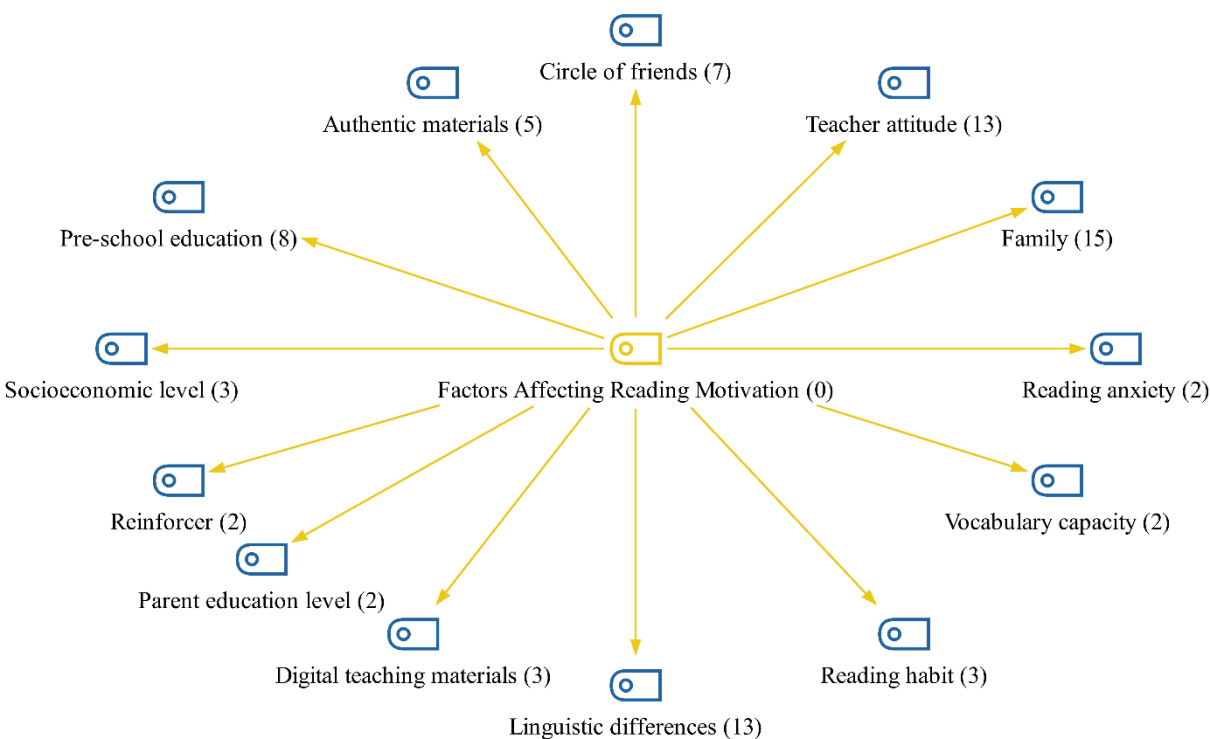 Circle of friends (7)
Authentic materials (5)
Teacher attitude (13)
Pre-school education (8)
Family (15)
Socioeconomic level (3)
Factors Affecting Reading Motivation (0)
Reading anxiety (2)
Reinforcer (2)
Vocabulary capacity (2)
Parent education level (2)
Digital teaching materials (3)
Reading habit (3)
Linguistic differences (13)